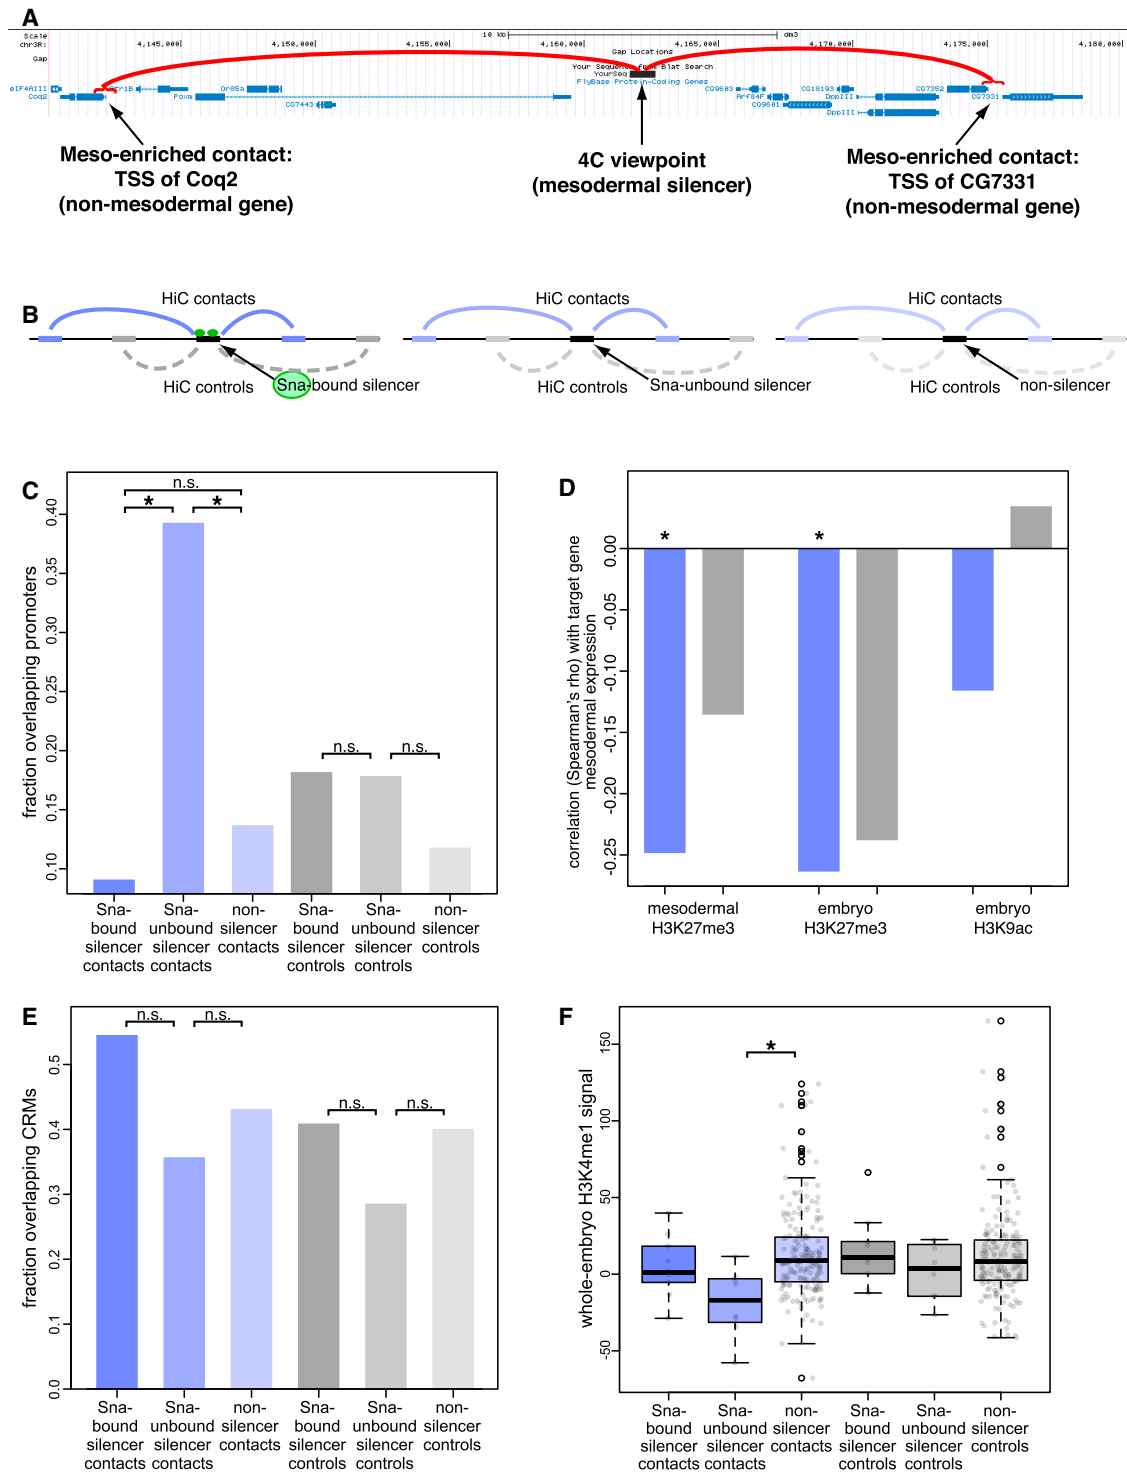 A
Scale
chr3R:
10 kb
dm3
4,145,000
4,150,000
4,155,000
4,160,000
4,165,000
4,170,000
4,175,000
4,180,000
Gap
Gap Locations
Your Sequence from Blat Search
YourSeq
FlyBase Protein-Coding Genes
eIF4AIII
Coq2
Poxm
Or85a
CG7443
CG9603
Arf84F
CG9601
CG18193
DppIII
DppIII
CG7352
CG7331
Meso-enriched contact:
TSS of Coq2
(non-mesodermal gene)
4C viewpoint
(mesodermal silencer)
Meso-enriched contact:
TSS of CG7331
(non-mesodermal gene)
B
HiC contacts
HiC controls
Sna-bound silencer
HiC contacts
HiC controls
Sna-unbound silencer
HiC contacts
HiC controls
non-silencer
C
fraction overlapping promoters
0.40
0.35
0.30
0.25
0.20
0.15
0.10
n.s.
*
*
n.s.
n.s.
Sna-
bound
silencer
contacts
Sna-
unbound
silencer
contacts
non-
silencer
contacts
Sna-
bound
silencer
controls
Sna-
unbound
silencer
controls
non-
silencer
controls
D
correlation (Spearman's rho) with target gene
mesodermal expression
0.00
-0.05
-0.10
-0.15
-0.20
-0.25
*
*
mesodermal
H3K27me3
embryo
H3K27me3
embryo
H3K9ac
E
fraction overlapping CRMs
0.5
0.4
0.3
0.2
0.1
0.0
n.s.
n.s.
n.s.
n.s.
Sna-
bound
silencer
contacts
Sna-
unbound
silencer
contacts
non-
silencer
contacts
Sna-
bound
silencer
controls
Sna-
unbound
silencer
controls
non-
silencer
controls
F
whole-embryo H3K4me1 signal
150
100
50
0
-50
*
Sna-
bound
silencer
contacts
Sna-
unbound
silencer
contacts
non-
silencer
contacts
Sna-
bound
silencer
controls
Sna-
unbound
silencer
controls
non-
silencer
controls